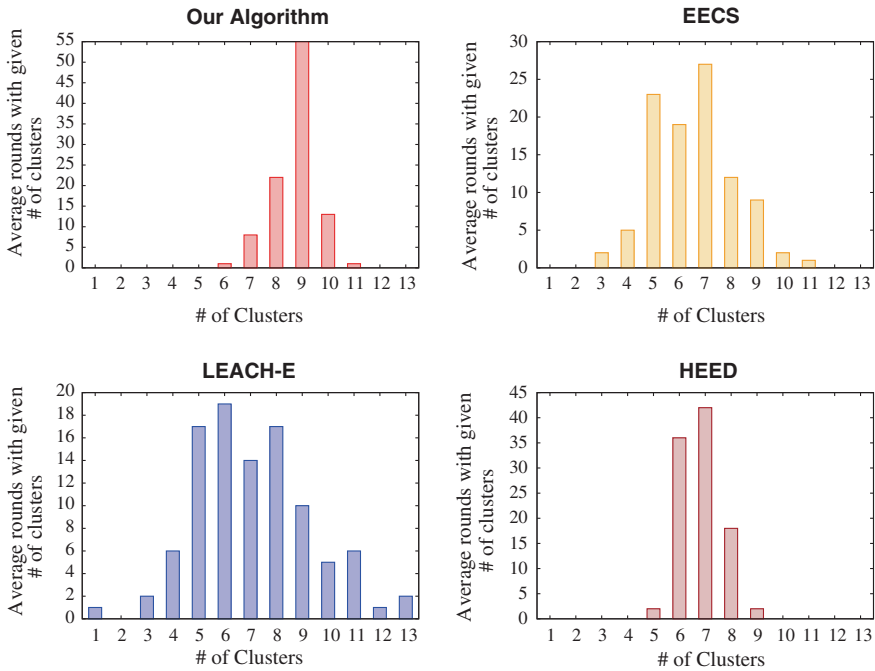 Our Algorithm
Average rounds with given
# of clusters
55
50
45
40
35
30
25
20
15
10
5
0
1 2 3 4 5 6 7 8 9 10 11 12 13
# of Clusters
EECS
Average rounds with given
# of clusters
30
25
20
15
10
5
0
1 2 3 4 5 6 7 8 9 10 11 12 13
# of Clusters
LEACH-E
Average rounds with given
# of clusters
20
18
16
14
12
10
8
6
4
2
0
1 2 3 4 5 6 7 8 9 10 11 12 13
# of Clusters
HEED
Average rounds with given
# of clusters
45
40
35
30
25
20
15
10
5
0
1 2 3 4 5 6 7 8 9 10 11 12 13
# of Clusters